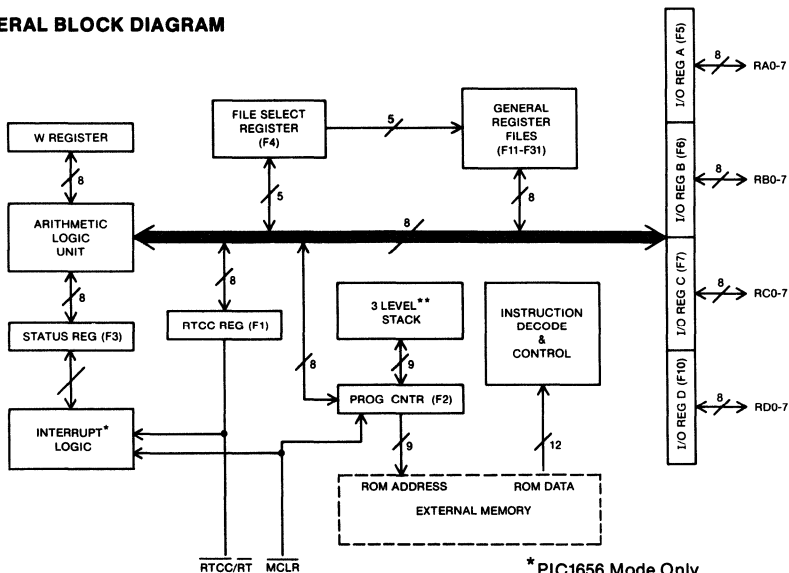 ERAL BLOCK DIAGRAM
I/O REG A (F5)
8
RA0-7
FILE SELECT
REGISTER
(F4)
5
GENERAL
REGISTER
FILES
(F11-F31)
W REGISTER
8
5
8
I/O REG B (F6)
8
RB0-7
ARITHMETIC
LOGIC
UNIT
8
8
8
I/O REG C (F7)
8
RC0-7
STATUS REG (F3)
RTCC REG (F1)
3 LEVEL**
STACK
INSTRUCTION
DECODE
&
CONTROL
8
9
PROG CNTR (F2)
I/O REG D (F10)
8
RD0-7
INTERRUPT*
LOGIC
9
12
ROM ADDRESS
ROM DATA
EXTERNAL MEMORY
RTCC/RT
MCLR
*PIC1656 Mode Only